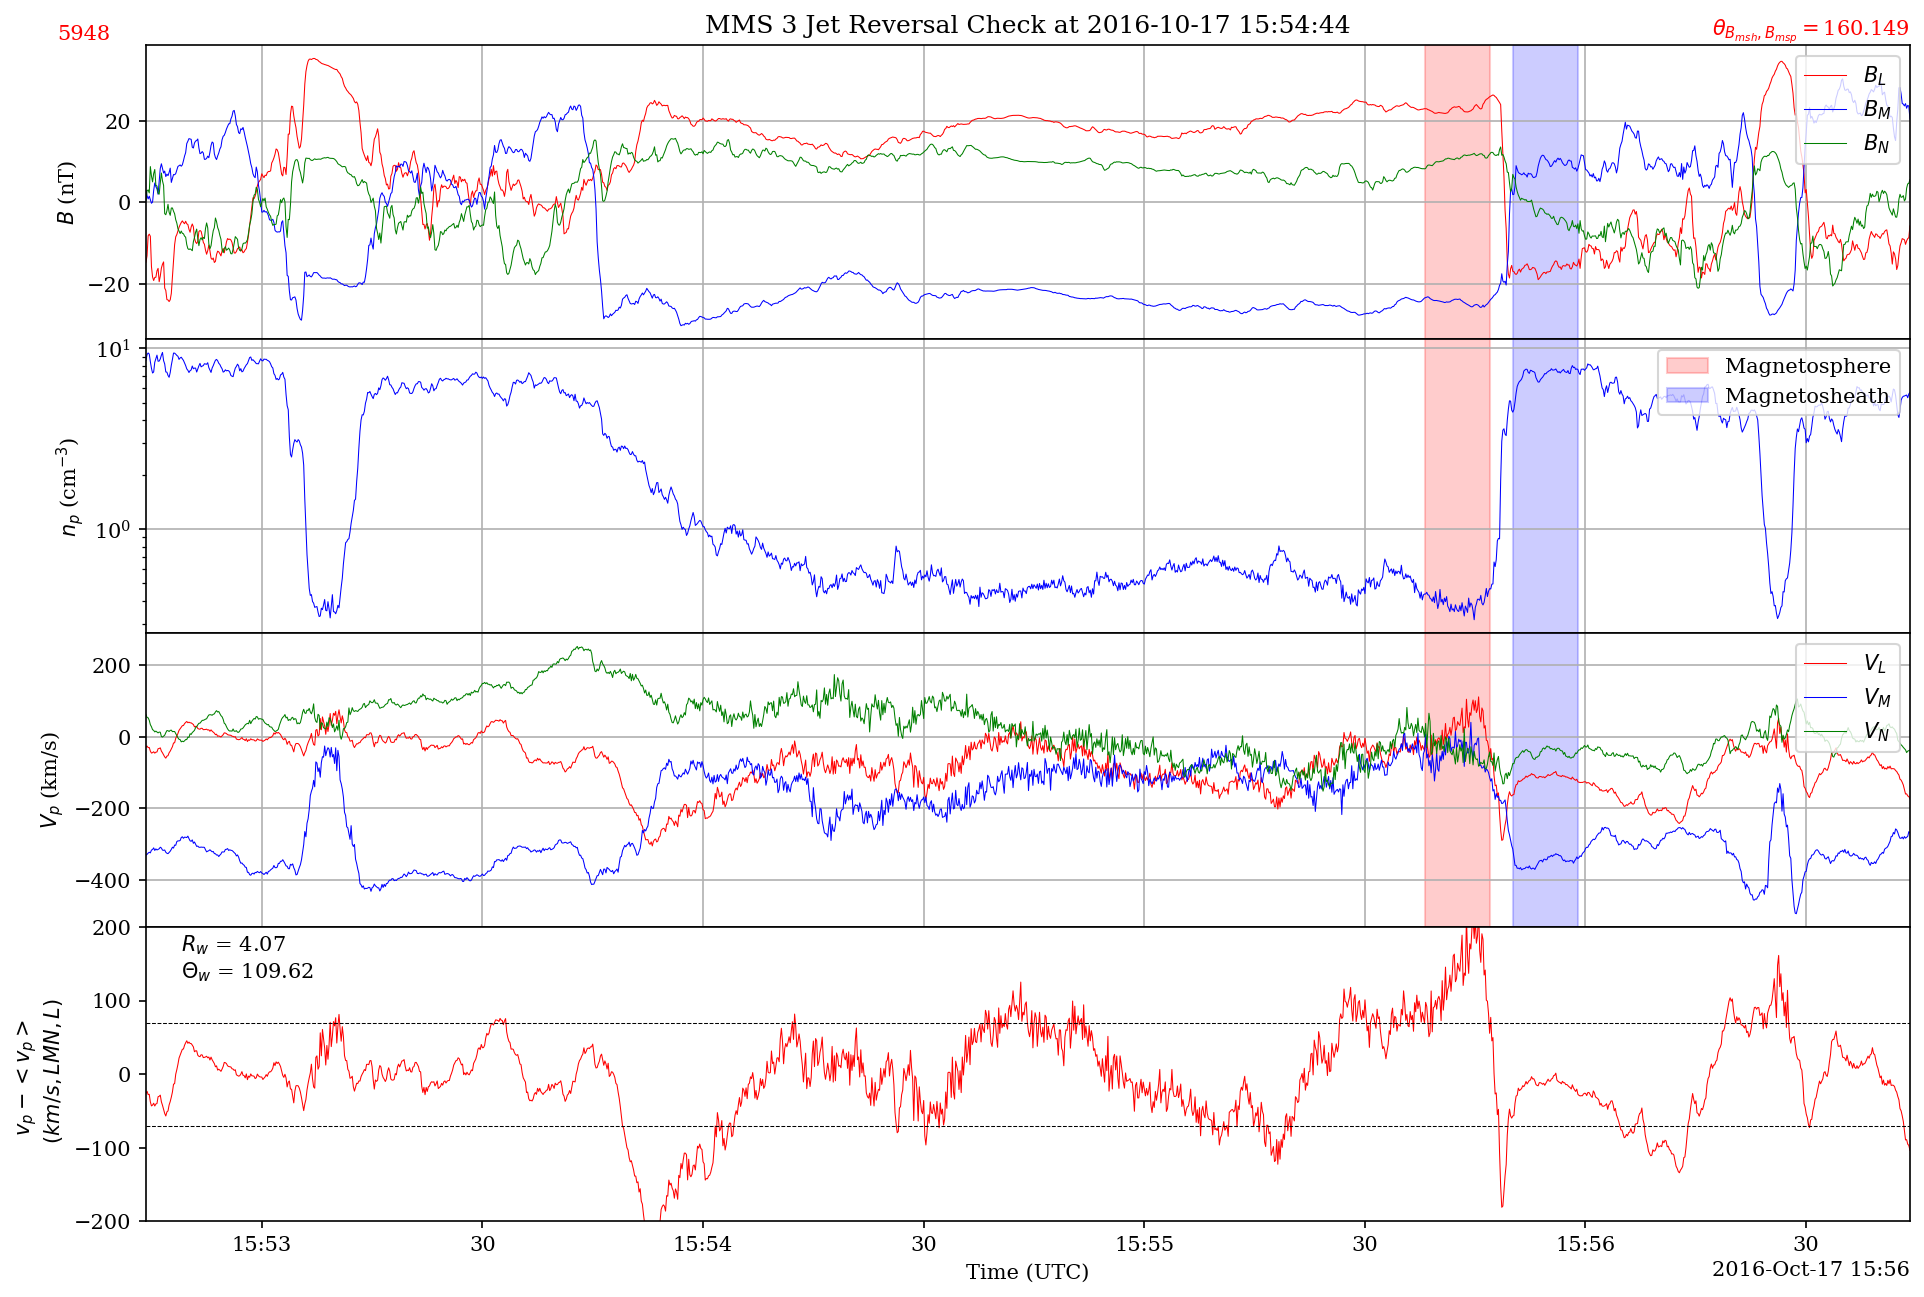 5948
MMS 3 Jet Reversal Check at 2016-10-17 15:54:44
θ_{B_{msh}, B_{msp}} = 160.149
B (nT)
20
0
−20
B_L
B_M
B_N
n_p (cm^{−3})
10^1
10^0
Magnetosphere
Magnetosheath
V_p (km/s)
200
0
−200
−400
V_L
V_M
V_N
v_p − < v_p >
(km/s, LMN, L)
200
100
0
−100
−200
R_w = 4.07
Θ_w = 109.62
15:53
30
15:54
30
15:55
30
15:56
30
Time (UTC)
2016-Oct-17 15:56